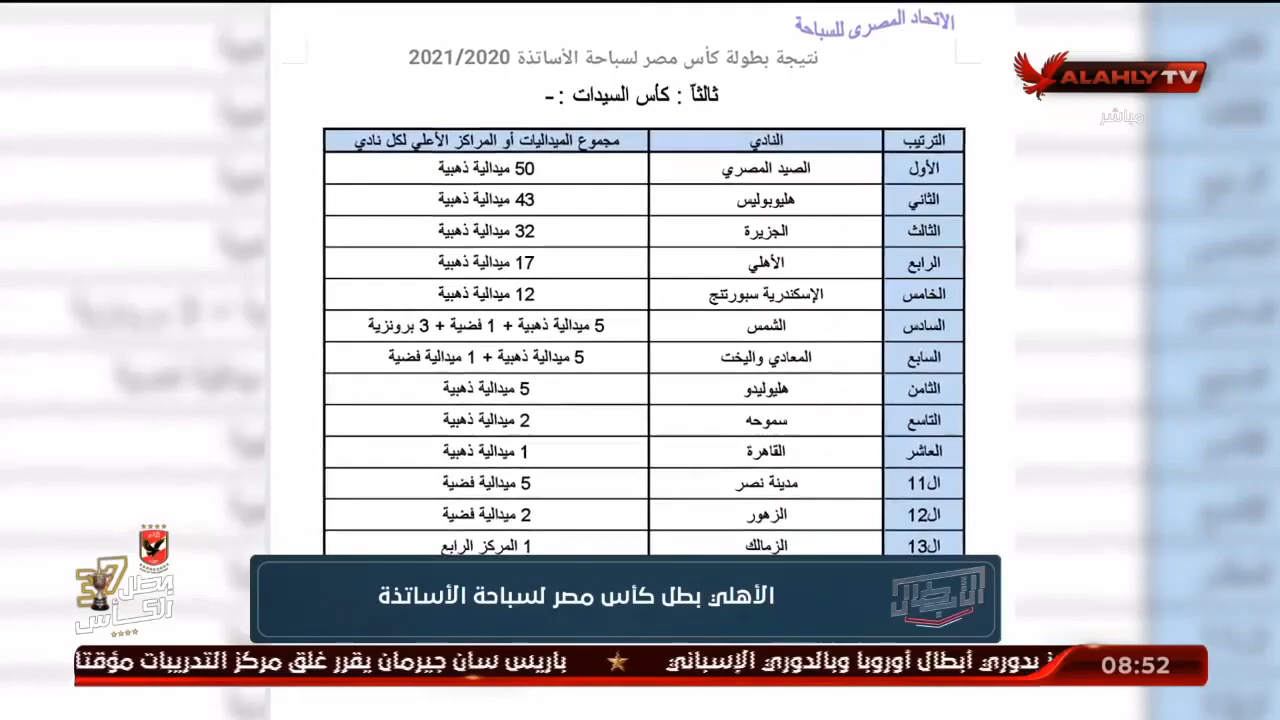 الاتحاد المصرى للسباحة
نتيجة بطولة كأس مصر لسباحة الأساتذة 2021/2020
ثالثاً : كأس السيدات :-
ALAHLY TV
مباشر
الترتيب النادي مجموع الميداليات أو المراكز الأعلي لكل نادي
الأول الصيد المصري 50 ميدالية ذهبية
الثاني هليوبوليس 43 ميدالية ذهبية
الثالث الجزيرة 32 ميدالية ذهبية
الرابع الأهلي 17 ميدالية ذهبية
الخامس الإسكندرية سبورتنج 12 ميدالية ذهبية
السادس الشمس 5 ميدالية ذهبية + 1 فضية + 3 برونزية
السابع المعادي واليخت 5 ميدالية ذهبية + 1 ميدالية فضية
الثامن هليوليدو 5 ميدالية ذهبية
التاسع سموحه 2 ميدالية ذهبية
العاشر القاهرة 1 ميدالية ذهبية
ال11 مدينة نصر 5 ميدالية فضية
ال12 الزهور 2 ميدالية فضية
ال13 الزمالك 1 المركز الرابع
الأبطال
الأهلي بطل كأس مصر لسباحة الأساتذة
37
بطل الكأس
08:52
بدوري أبطال أوروبا وبالدوري الإسباني
باريس سان جيرمان يقرر غلق مركز التدريبات مؤقتا